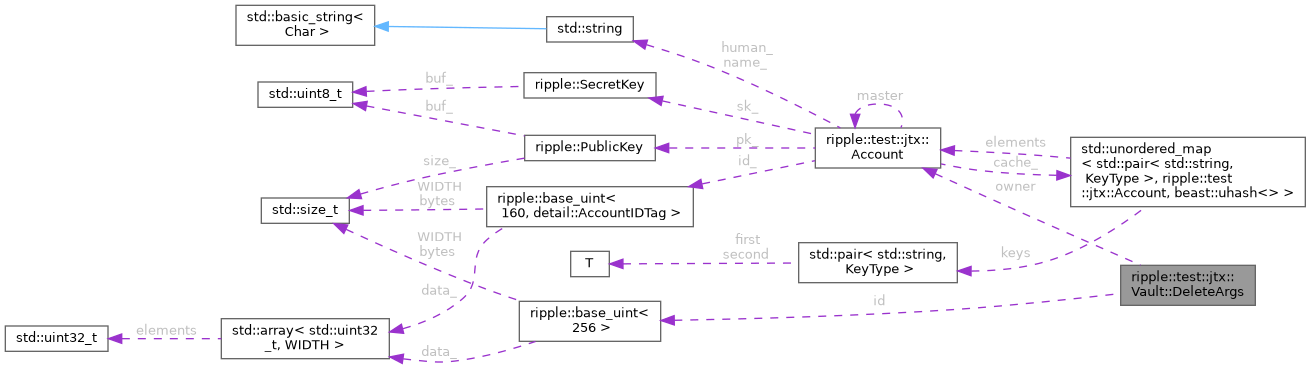 std::basic_string<
Char >
std::string
human_
name_
std::uint8_t
buf_
ripple::SecretKey
sk_
master
buf_
ripple::PublicKey
pk_
ripple::test::jtx::
Account
elements
cache_
owner
std::unordered_map
< std::pair< std::string,
KeyType >, ripple::test
::jtx::Account, beast::uhash<> >
size_
id_
WIDTH
bytes
std::size_t
ripple::base_uint<
160, detail::AccountIDTag >
WIDTH
bytes
T
first
second
std::pair< std::string,
KeyType >
keys
ripple::test::jtx::
Vault::DeleteArgs
data_
id
ripple::base_uint<
256 >
std::uint32_t
elements
std::array< std::uint32
_t, WIDTH >
data_